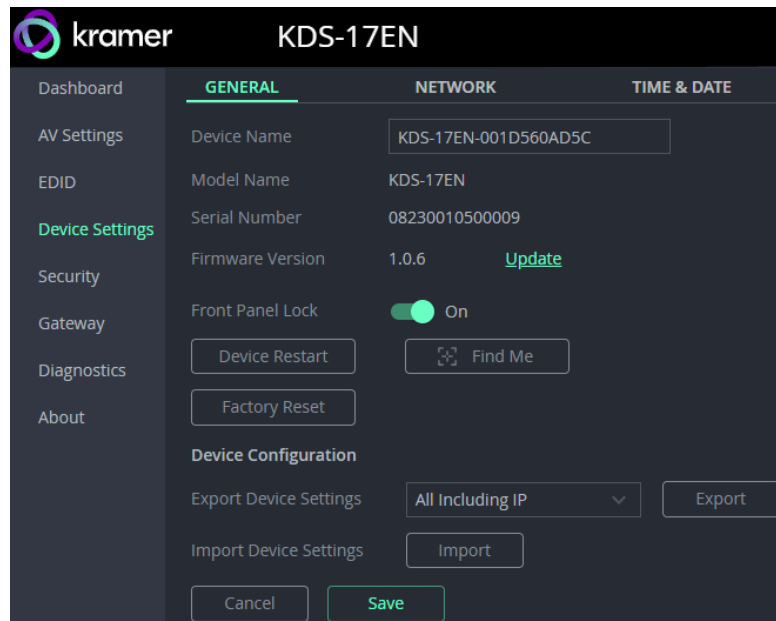 kramer KDS-17EN
Dashboard GENERAL NETWORK TIME & DATE
AV Settings Device Name KDS-17EN-001D560AD5C
EDID Model Name KDS-17EN
Device Settings Serial Number 08230010500009
Security Firmware Version 1.0.6 Update
Gateway Front Panel Lock On
Diagnostics Device Restart Find Me
About Factory Reset
Device Configuration
Export Device Settings All Including IP Export
Import Device Settings Import
Cancel Save